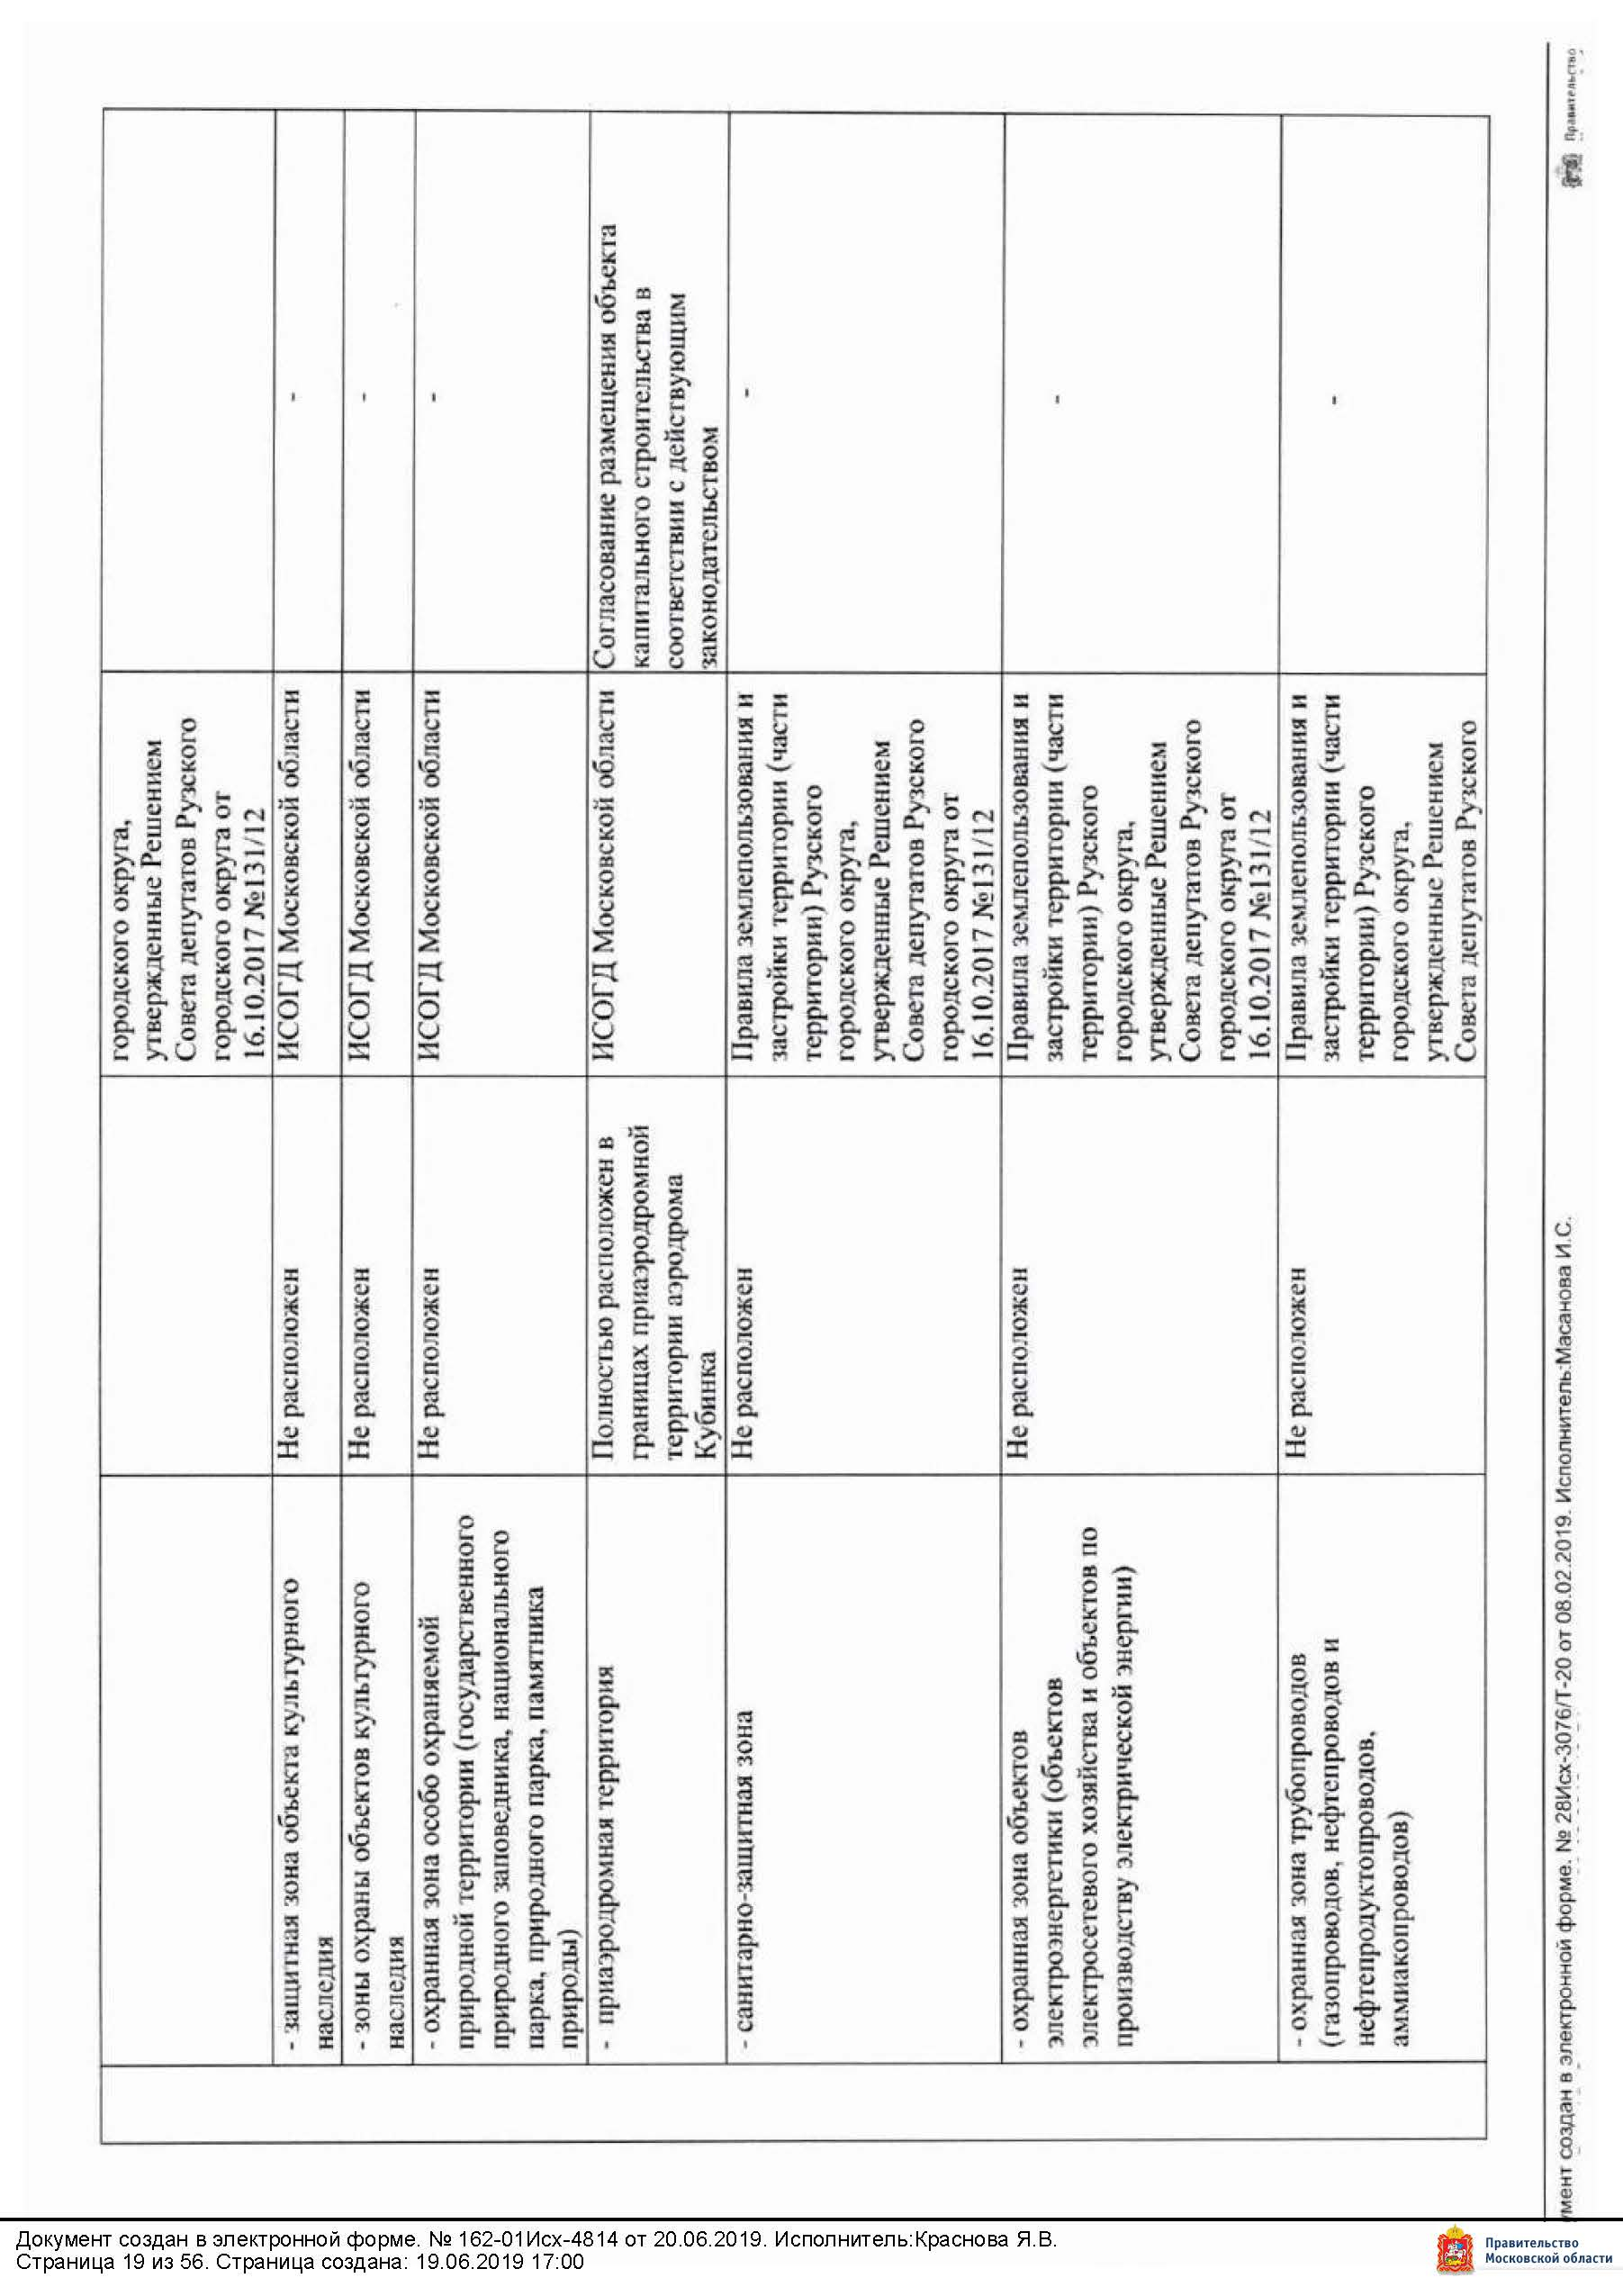 городского округа,
утвержденные Решением
Совета депутатов Рузского
городского округа от
16.10.2017 №131/12
- защитная зона объекта культурного
наследия
Не расположен
ИСОГД Московской области
-
- зоны охраны объектов культурного
наследия
Не расположен
ИСОГД Московской области
-
- охранная зона особо охраняемой
природной территории (государственного
природного заповедника, национального
парка, природного парка, памятника
природы)
Не расположен
ИСОГД Московской области
-
- приаэродромная территория
Полностью расположен в
границах приаэродромной
территории аэродрома
Кубинка
ИСОГД Московской области
Согласование размещения объекта
капитального строительства в
соответствии с действующим
законодательством
- санитарно-защитная зона
Не расположен
Правила землепользования и
застройки территории (части
территории) Рузского
городского округа,
утвержденные Решением
Совета депутатов Рузского
городского округа от
16.10.2017 №131/12
-
- охранная зона объектов
электроэнергетики (объектов
электросетевого хозяйства и объектов по
производству электрической энергии)
Не расположен
Правила землепользования и
застройки территории (части
территории) Рузского
городского округа,
утвержденные Решением
Совета депутатов Рузского
городского округа от
16.10.2017 №131/12
-
- охранная зона трубопроводов
(газопроводов, нефтепроводов и
нефтепродуктопроводов,
аммиакопроводов)
Не расположен
Правила землепользования и
застройки территории (части
территории) Рузского
городского округа,
утвержденные Решением
Совета депутатов Рузского
-
умент создан в электронной форме. № 28Исх-3076/Т-20 от 08.02.2019. Исполнитель:Масанова И.С.
Правительство
Документ создан в электронной форме. № 162-01Исх-4814 от 20.06.2019. Исполнитель:Краснова Я.В.
Страница 19 из 56. Страница создана: 19.06.2019 17:00
Правительство
Московской области